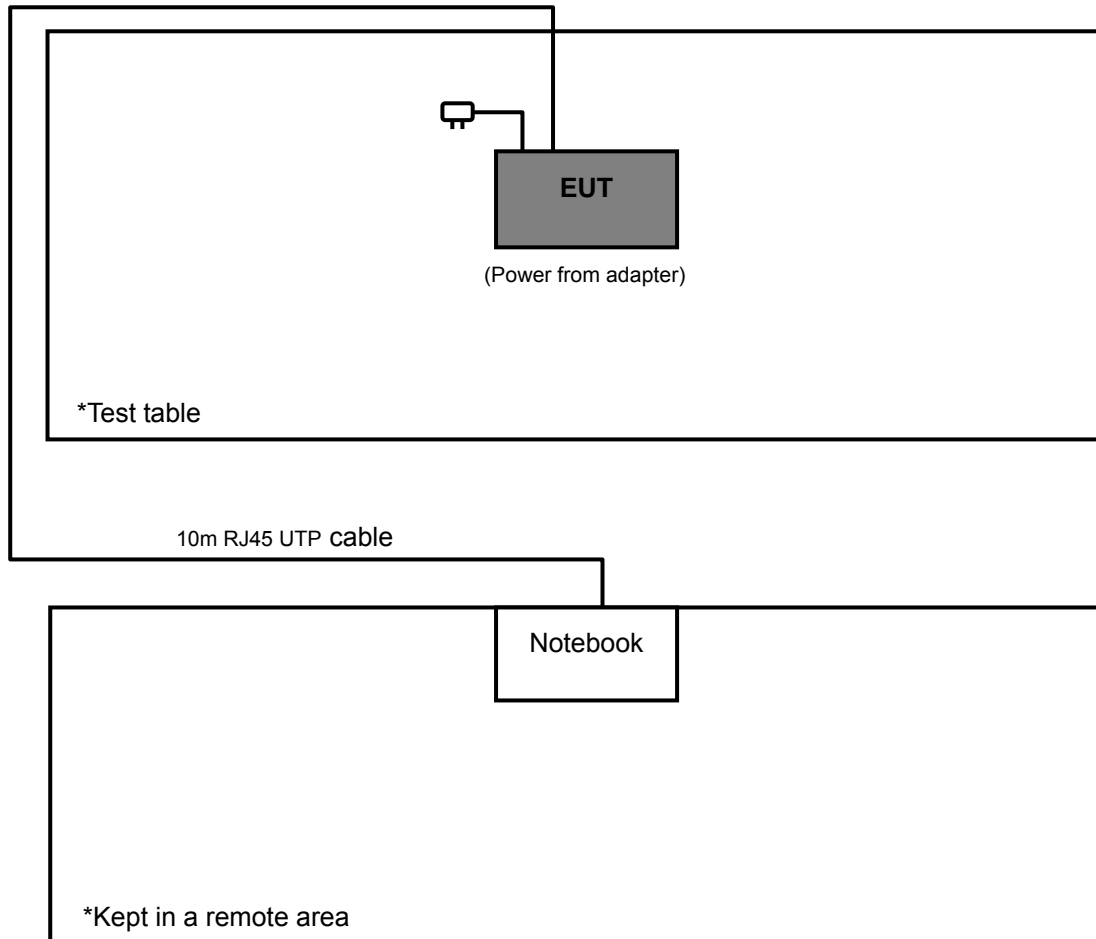 EUT
(Power from adapter)
*Test table
10m RJ45 UTP cable
Notebook
*Kept in a remote area